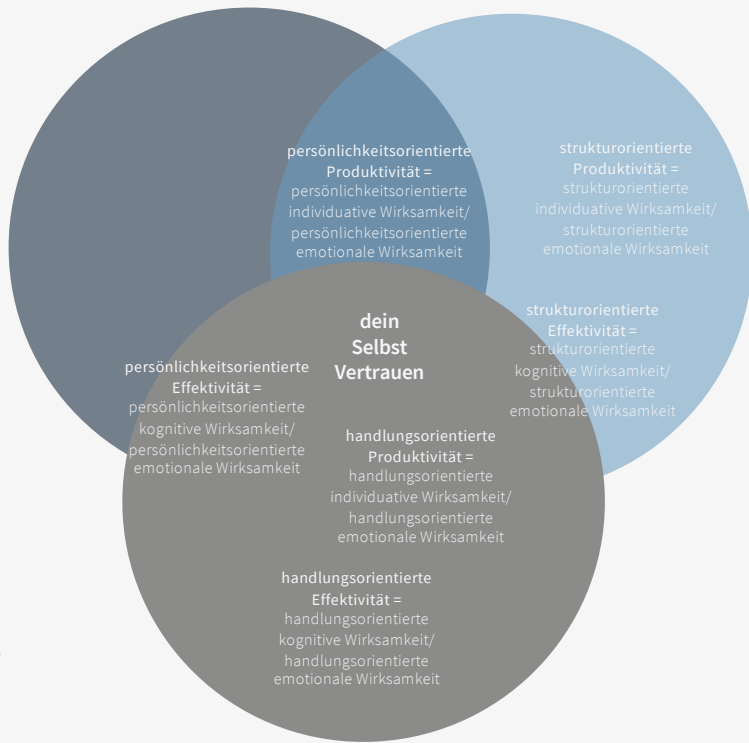 persönlichkeitsorientierte
Produktivität =
persönlichkeitsorientierte
individuative Wirksamkeit/
persönlichkeitsorientierte
emotionale Wirksamkeit
strukturorientierte
Produktivität =
strukturorientierte
individuative Wirksamkeit/
strukturorientierte
emotionale Wirksamkeit
dein
Selbst
Vertrauen
strukturorientierte
Effektivität =
strukturorientierte
kognitive Wirksamkeit/
strukturorientierte
emotionale Wirksamkeit
persönlichkeitsorientierte
Effektivität =
persönlichkeitsorientierte
kognitive Wirksamkeit/
persönlichkeitsorientierte
emotionale Wirksamkeit
handlungsorientierte
Produktivität =
handlungsorientierte
individuative Wirksamkeit/
handlungsorientierte
emotionale Wirksamkeit
handlungsorientierte
Effektivität =
handlungsorientierte
kognitive Wirksamkeit/
handlungsorientierte
emotionale Wirksamkeit